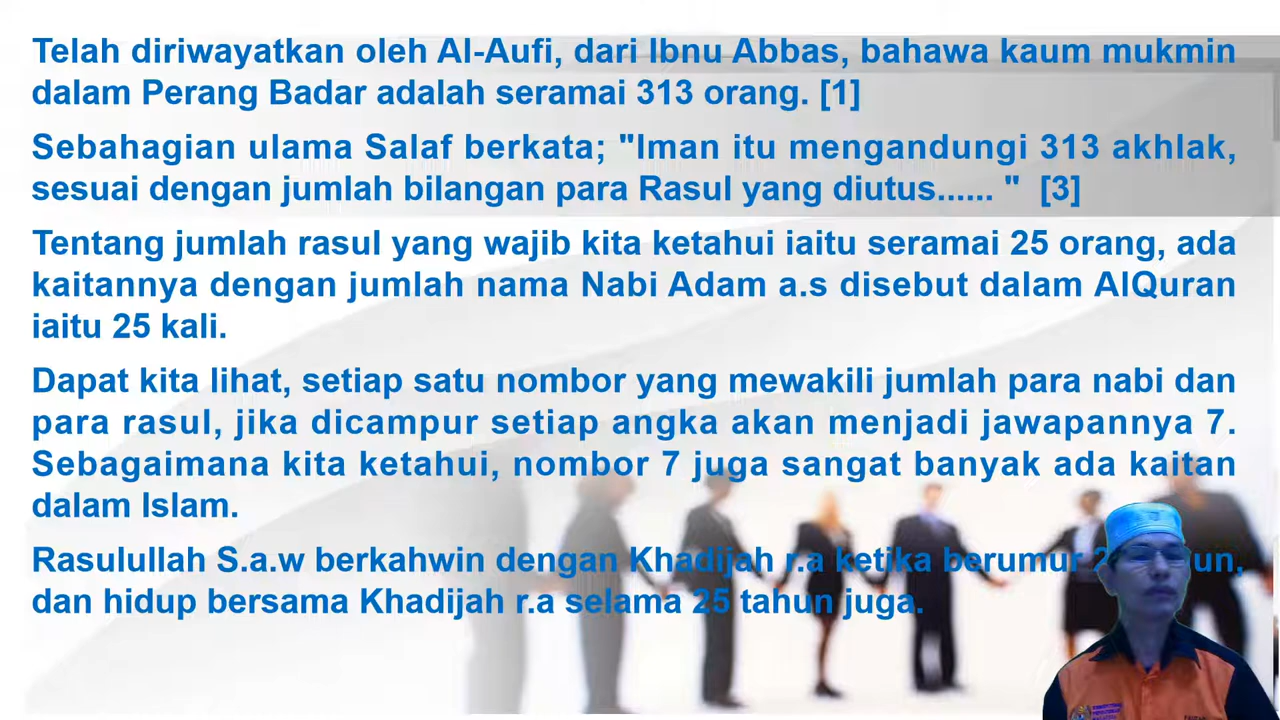 Telah diriwayatkan oleh Al-Aufi, dari Ibnu Abbas, bahawa kaum mukmin
dalam Perang Badar adalah seramai 313 orang. [1]
Sebahagian ulama Salaf berkata; "Iman itu mengandungi 313 akhlak,
sesuai dengan jumlah bilangan para Rasul yang diutus...... " [3]
Tentang jumlah rasul yang wajib kita ketahui iaitu seramai 25 orang, ada
kaitannya dengan jumlah nama Nabi Adam a.s disebut dalam AlQuran
iaitu 25 kali.
Dapat kita lihat, setiap satu nombor yang mewakili jumlah para nabi dan
para rasul, jika dicampur setiap angka akan menjadi jawapannya 7.
Sebagaimana kita ketahui, nombor 7 juga sangat banyak ada kaitan
dalam Islam.
Rasulullah S.a.w berkahwin dengan Khadijah r.a ketika berumur
dan hidup bersama Khadijah r.a selama 25 tahun juga.